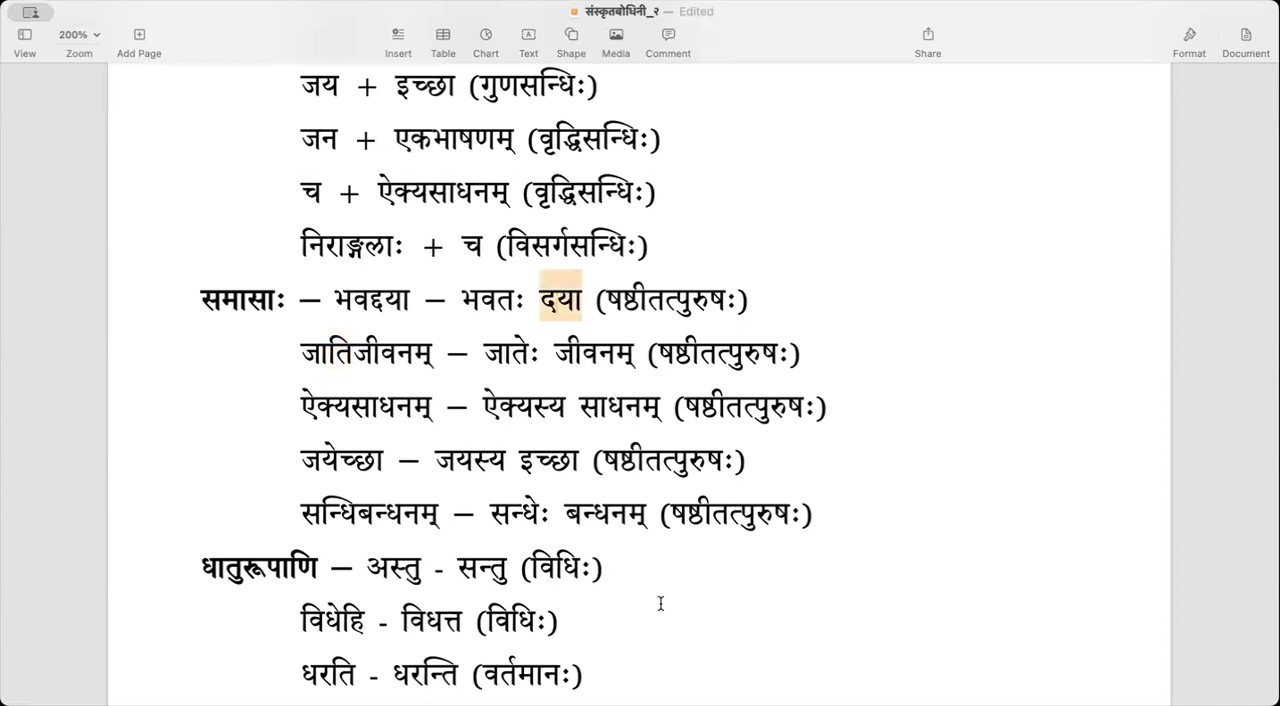 संस्कृतबोधिनी_२ — Edited
200%
View Zoom Add Page Insert Table Chart Text Shape Media Comment Share Format Document
जय + इच्छा (गुणसन्धिः)
जन + एकभाषणम् (वृद्धिसन्धिः)
च + ऐक्यसाधनम् (वृद्धिसन्धिः)
निराङ्गलाः + च (विसर्गसन्धिः)
समासाः – भवद्दया – भवतः दया (षष्ठीतत्पुरुषः)
जातिजीवनम् – जातेः जीवनम् (षष्ठीतत्पुरुषः)
ऐक्यसाधनम् – ऐक्यस्य साधनम् (षष्ठीतत्पुरुषः)
जयेच्छा – जयस्य इच्छा (षष्ठीतत्पुरुषः)
सन्धिबन्धनम् – सन्धेः बन्धनम् (षष्ठीतत्पुरुषः)
धातुरूपाणि – अस्तु - सन्तु (विधिः)
विधेहि - विधत्त (विधिः)
धरति - धरन्ति (वर्तमानः)